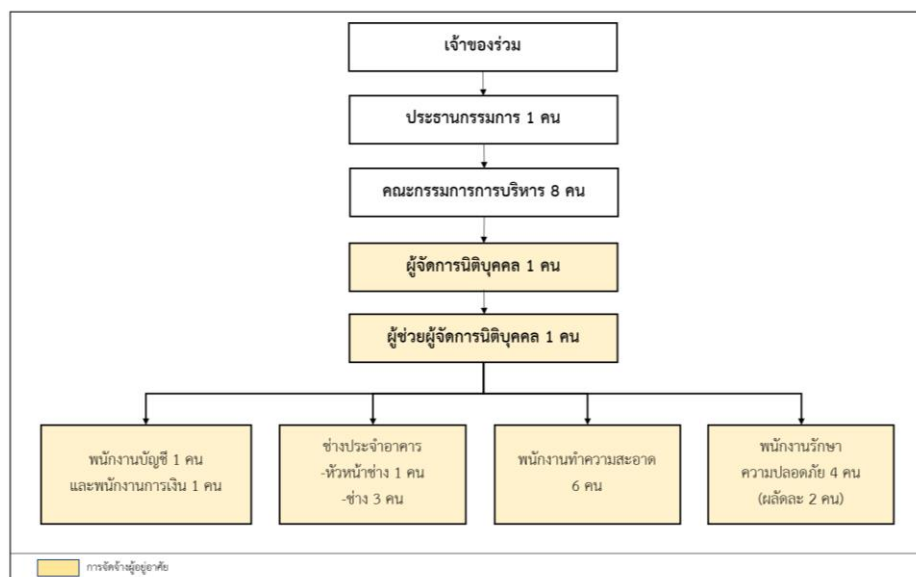 เจ้าของร่วม
ประธานกรรมการ 1 คน
คณะกรรมการการบริหาร 8 คน
ผู้จัดการนิติบุคคล 1 คน
ผู้ช่วยผู้จัดการนิติบุคคล 1 คน
พนักงานบัญชี 1 คน
และพนักงานการเงิน 1 คน
ช่างประจำอาคาร
-หัวหน้าช่าง 1 คน
-ช่าง 3 คน
พนักงานทำความสะอาด
6 คน
พนักงานรักษา
ความปลอดภัย 4 คน
(ผลัดละ 2 คน)
การจัดจ้างผู้อยู่อาศัย